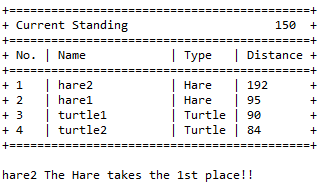 +==========================================+
+ Current Standing                    150  +
+==========================================+
+ No. | Name           | Type   | Distance +
+==========================================+
+ 1   | hare2          | Hare   | 192      +
+ 2   | hare1          | Hare   | 95       +
+ 3   | turtle1        | Turtle | 90       +
+ 4   | turtle2        | Turtle | 84       +
+==========================================+
hare2 The Hare takes the 1st place!!